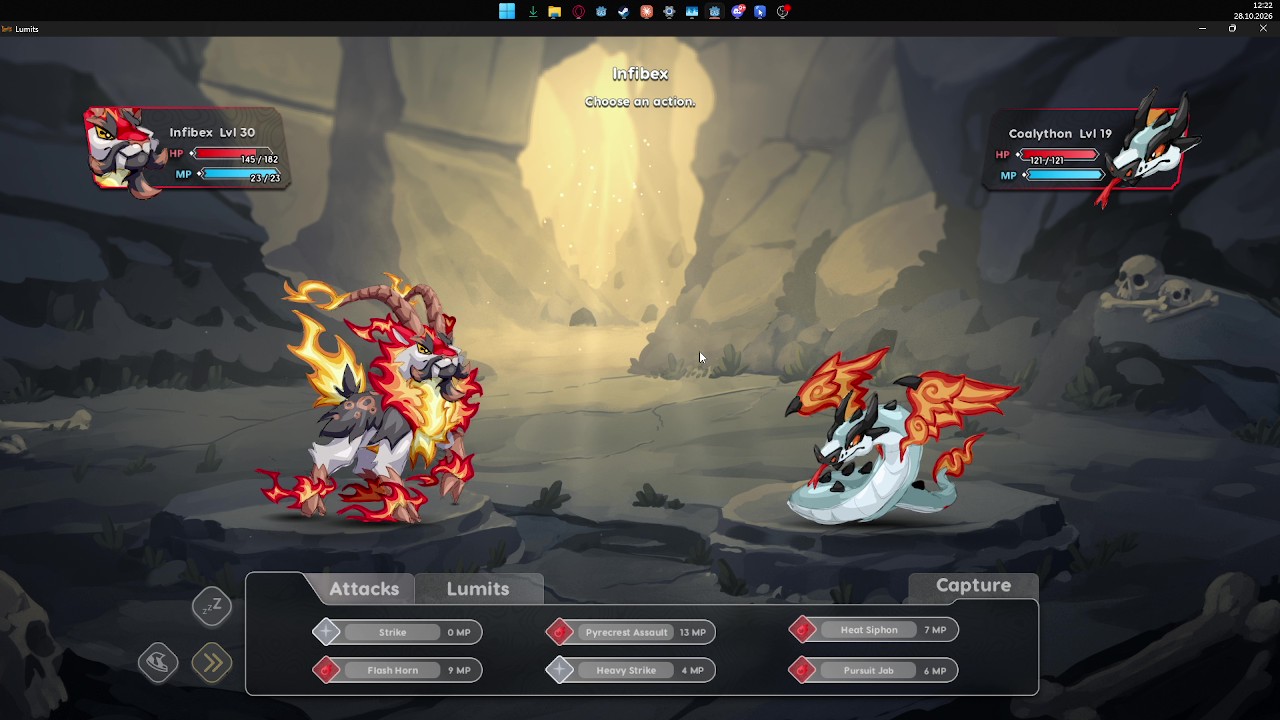 12:22
28.10.2026
Lumits
Infibex
Choose an action.
Infibex Lvl 30
HP 145 / 182
MP 23 / 23
Coalython Lvl 19
HP 121 / 121
MP
Attacks
Lumits
Capture
Strike 0 MP
Pyrecrest Assault 13 MP
Heat Siphon 7 MP
Flash Horn 9 MP
Heavy Strike 4 MP
Pursuit Jab 6 MP
zzZ